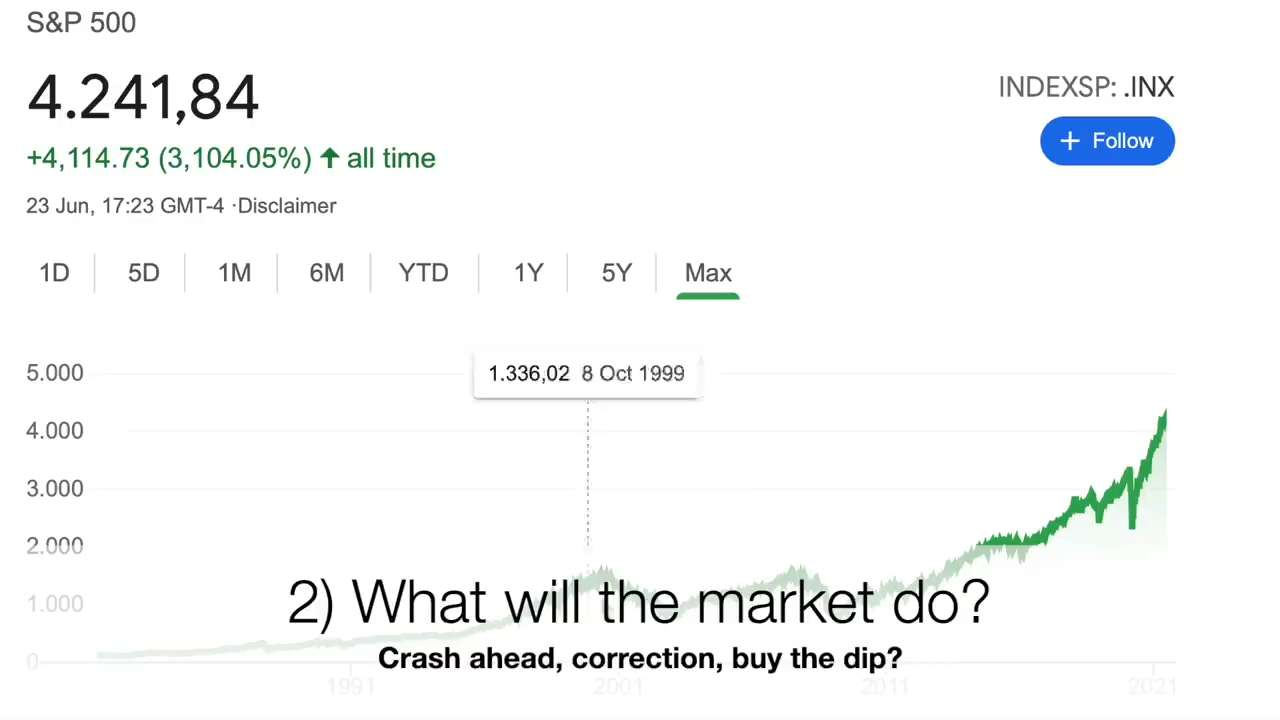 S&P 500
4.241,84
INDEXSP: .INX
+ Follow
+4,114.73 (3,104.05%) ↑ all time
23 Jun, 17:23 GMT-4 ·Disclaimer
1D 5D 1M 6M YTD 1Y 5Y Max
1.336,02 8 Oct 1999
5.000
4.000
3.000
2.000
1.000
0
2) What will the market do?
Crash ahead, correction, buy the dip?
1991 2001 2011 2021